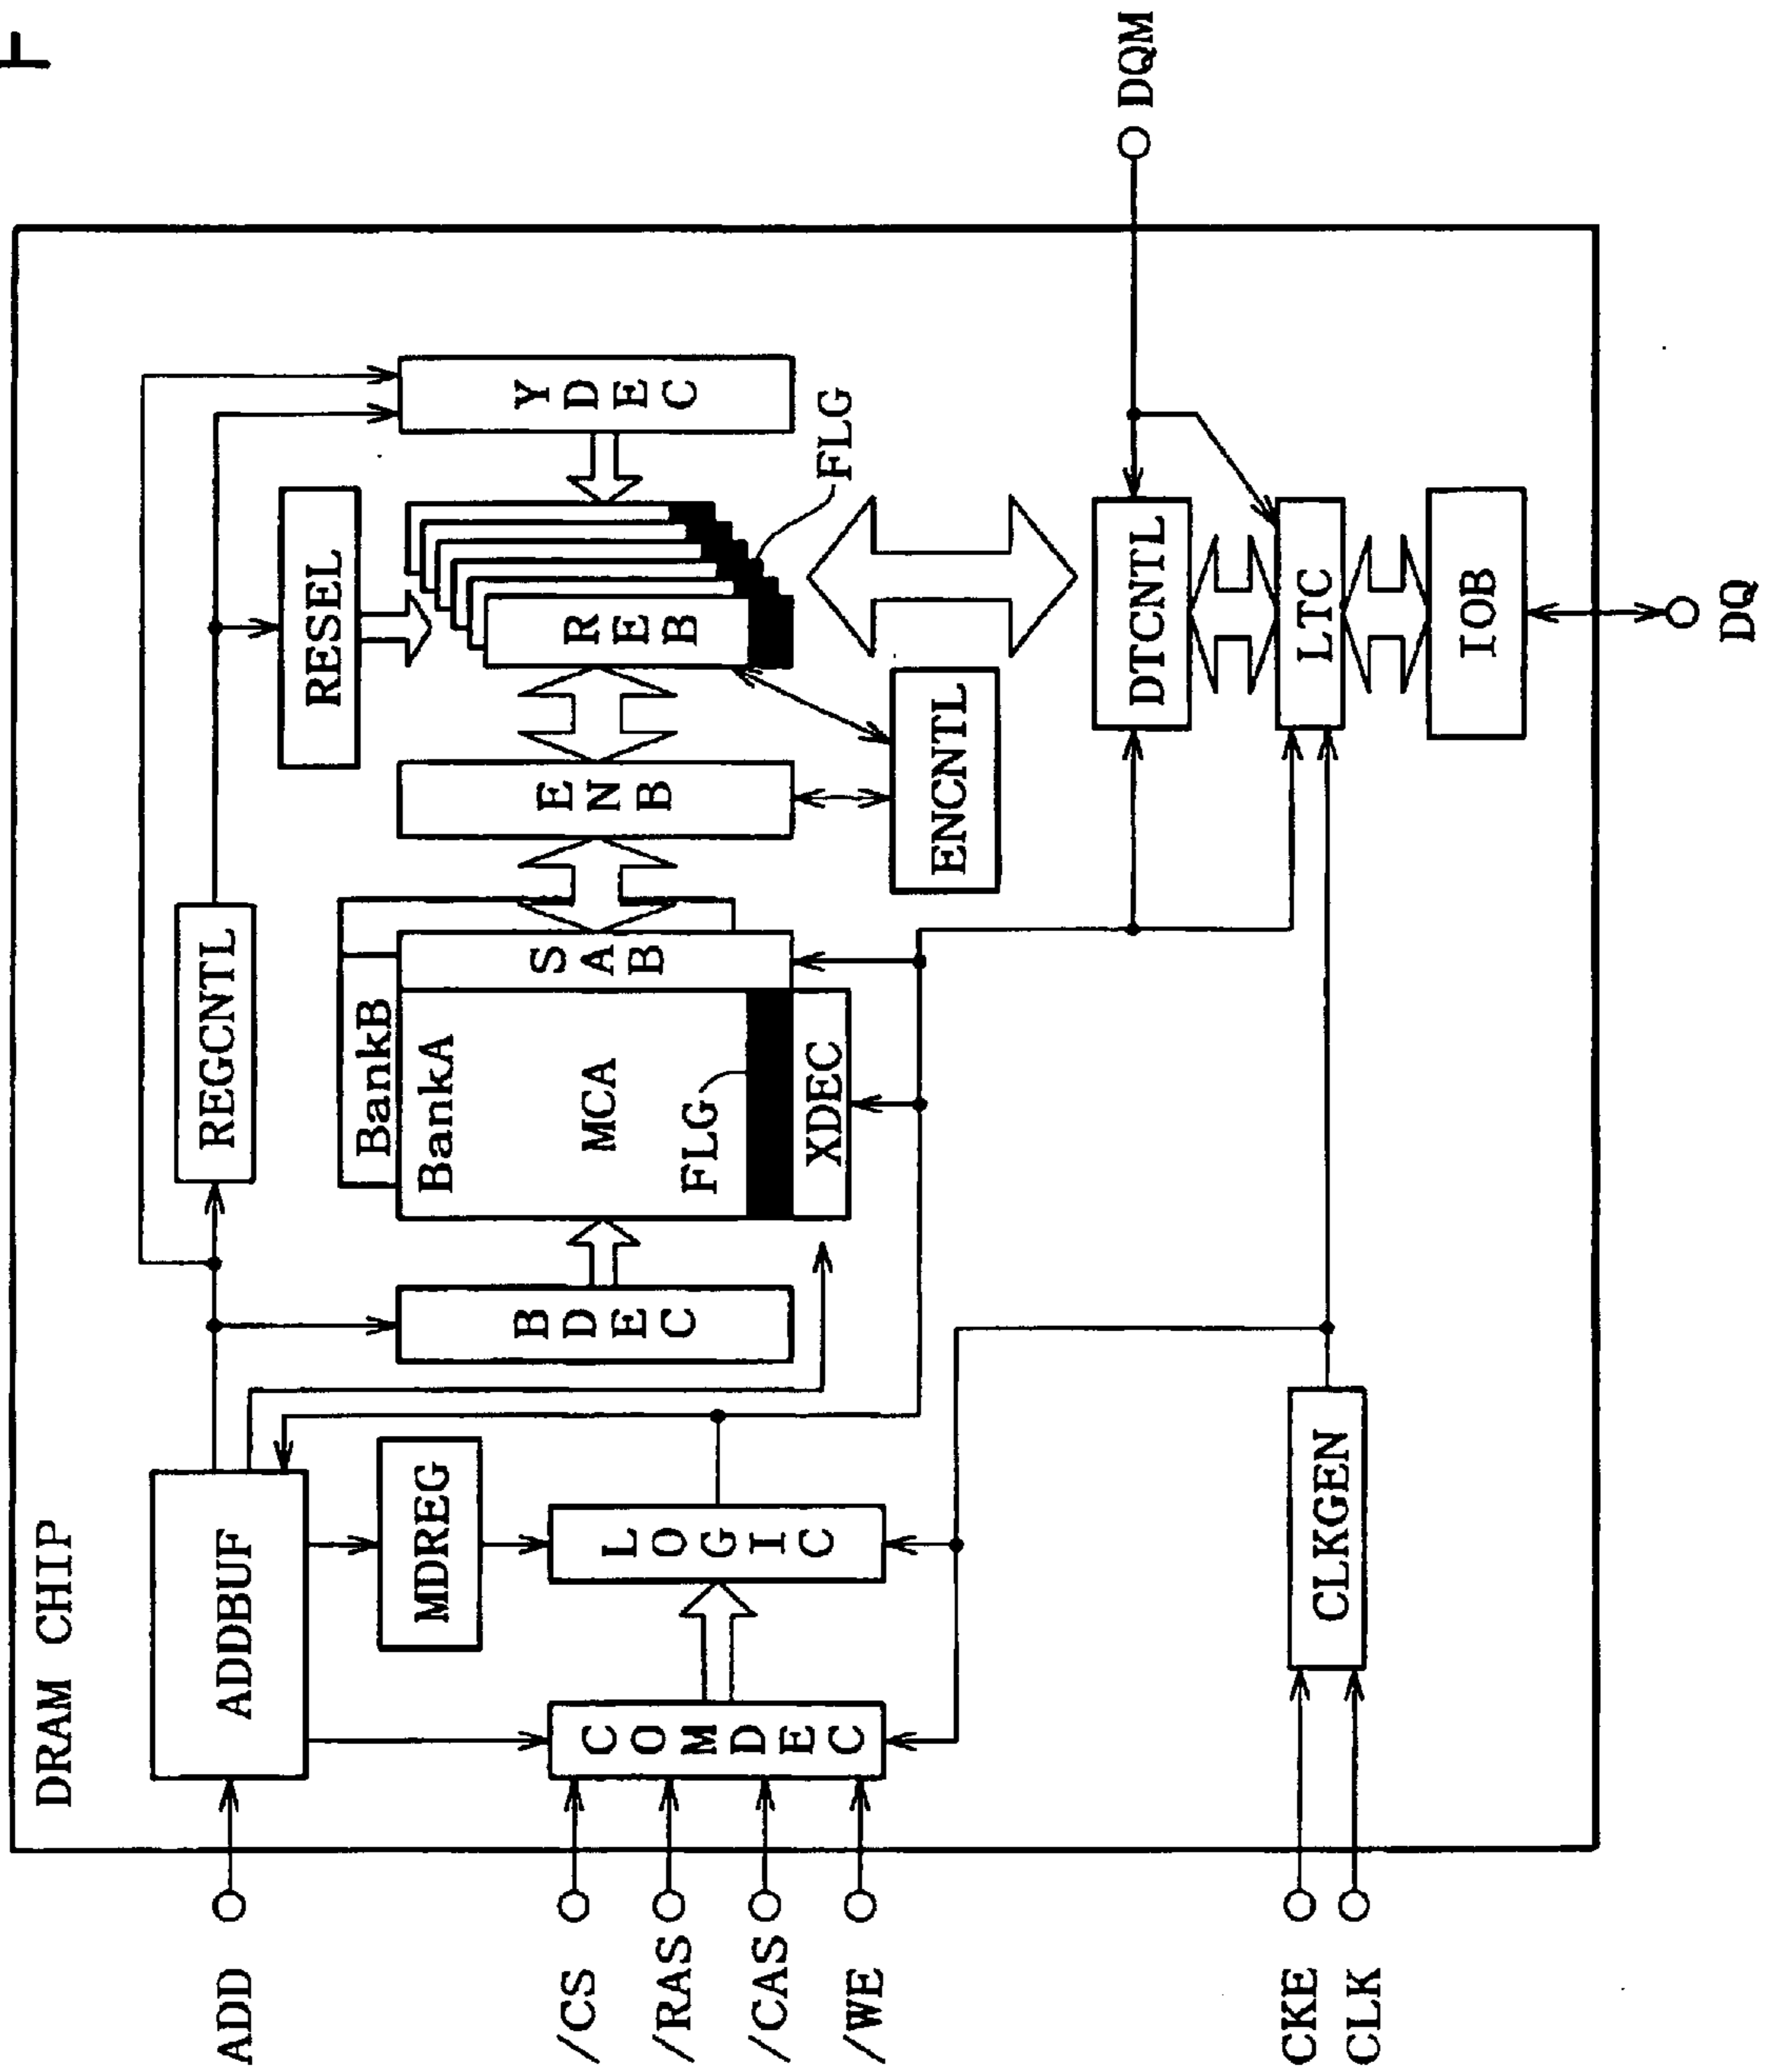 DRAM CHIP
ADD
ADDBUF
REGCNTL
RESEL
YDEC
MDREG
BDEC
BankB
BankA
MCA
FLG
XDEC
SAB
ENB
REB
FLG
ENCNTL
/CS
/RAS
/CAS
/WE
COMDEC
LOGIC
DTCNTL
DQM
LTC
IOB
DQ
CKE
CLK
CLKGEN